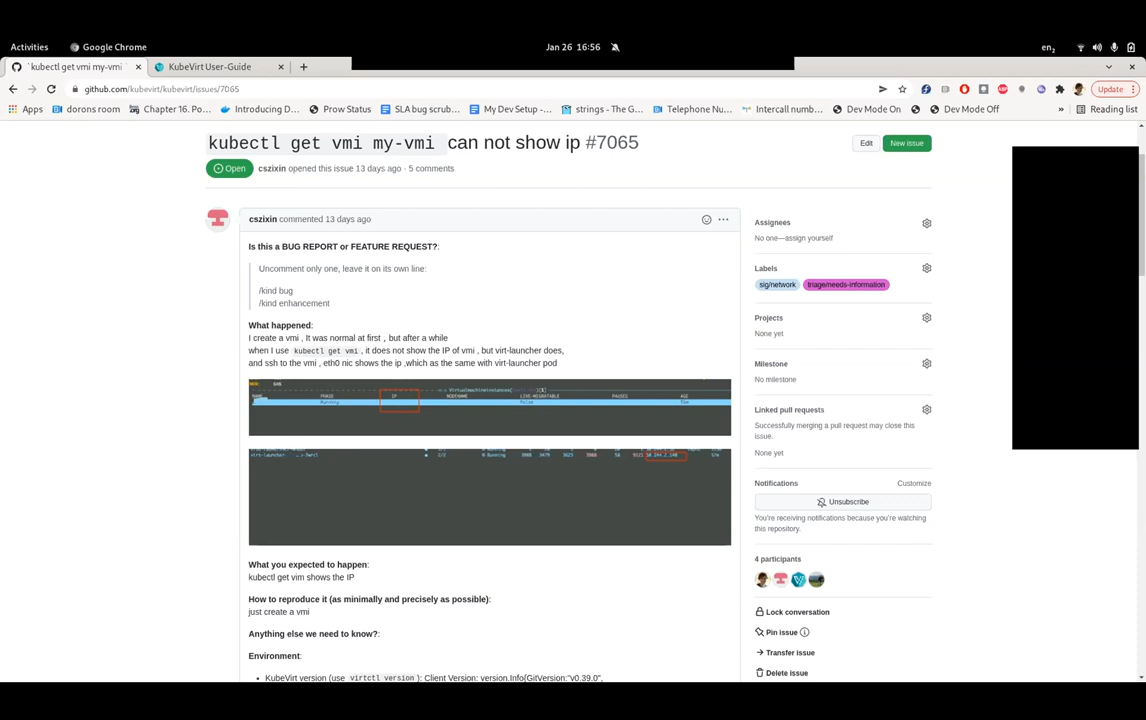 Activities
Google Chrome
Jan 26 16:56
en2
`kubectl get vmi my-vmi`
KubeVirt User-Guide
github.com/kubevirt/kubevirt/issues/7065
Update
Apps
dorons room
Chapter 16. Po...
Introducing D...
Prow Status
SLA bug scrub...
My Dev Setup -...
strings - The G...
Telephone Nu...
Intercall numb...
Dev Mode On
Dev Mode Off
Reading list
kubectl get vmi my-vmi can not show ip #7065
Edit
New issue
Open
cszixin opened this issue 13 days ago · 5 comments
cszixin commented 13 days ago
Is this a BUG REPORT or FEATURE REQUEST?:
Uncomment only one, leave it on its own line:
/kind bug
/kind enhancement
What happened:
I create a vmi , It was normal at first , but after a while
when I use kubectl get vmi , it does not show the IP of vmi , but virt-launcher does,
and ssh to the vmi , eth0 nic shows the ip ,which as the same with virt-launcher pod
NAME
PHASE
IP
NODENAME
LIVE-MIGRATABLE
PAUSED
AGE
Running
False
What you expected to happen:
kubectl get vim shows the IP
How to reproduce it (as minimally and precisely as possible):
just create a vmi
Anything else we need to know?:
Environment:
• KubeVirt version (use virtctl version ): Client Version: version.Info{GitVersion:"v0.39.0",
Assignees
No one—assign yourself
Labels
sig/network
triage/needs-information
Projects
None yet
Milestone
No milestone
Linked pull requests
Successfully merging a pull request may close this
issue.
None yet
Notifications
Customize
Unsubscribe
You're receiving notifications because you're watching
this repository.
4 participants
Lock conversation
Pin issue
Transfer issue
Delete issue